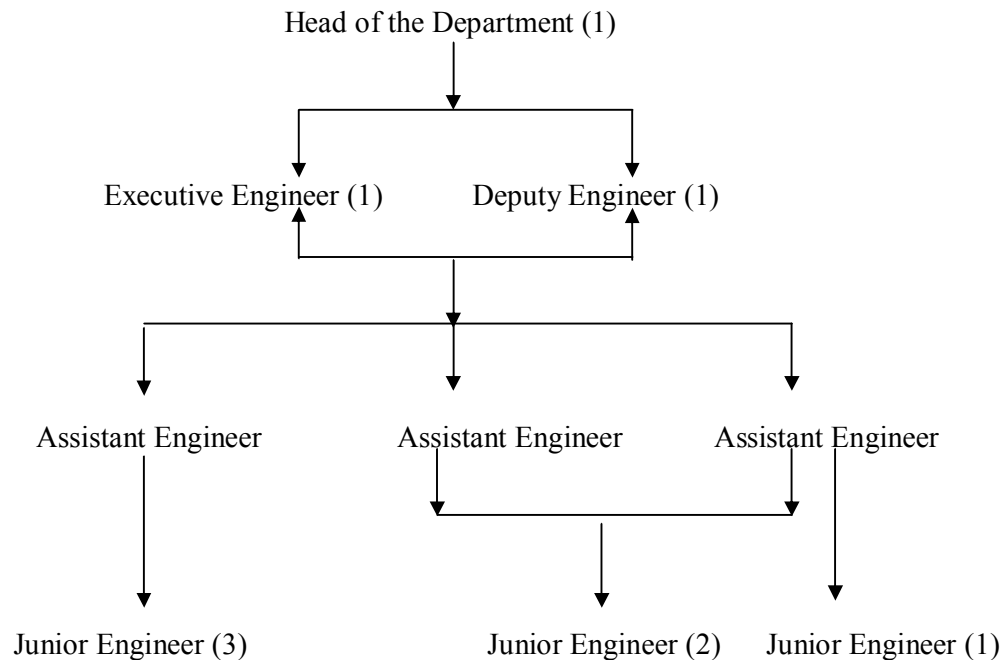 Head of the Department (1)
Executive Engineer (1)
Deputy Engineer (1)
Assistant Engineer
Assistant Engineer
Assistant Engineer
Junior Engineer (3)
Junior Engineer (2)
Junior Engineer (1)